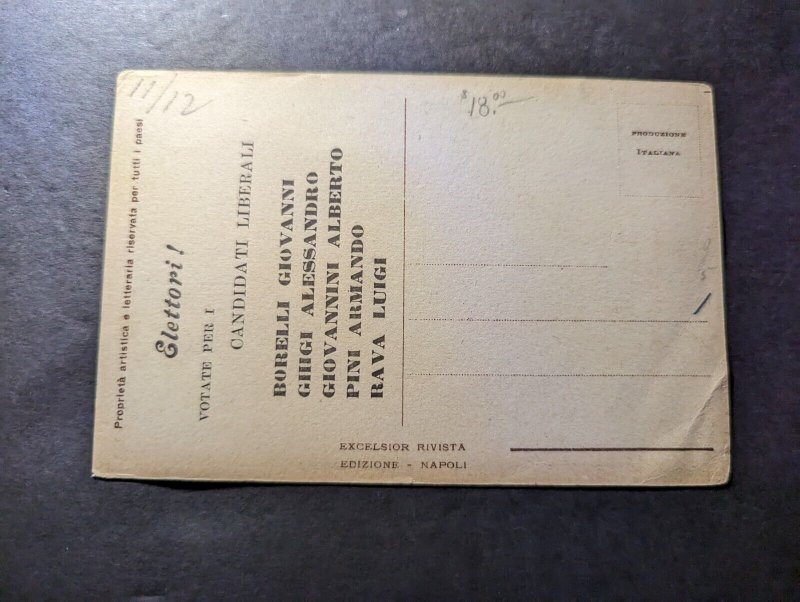 11/12
$18.00
Proprietà artistica e letteraria riservata per tutti i paesi
Elettori!
VOTATE PER I
CANDIDATI LIBERALI
BORELLI GIOVANNI
GHIGI ALESSANDRO
GIOVANNINI ALBERTO
PINI ARMANDO
RAVA LUIGI
PRODUZIONE
ITALIANA
EXCELSIOR RIVISTA
EDIZIONE - NAPOLI